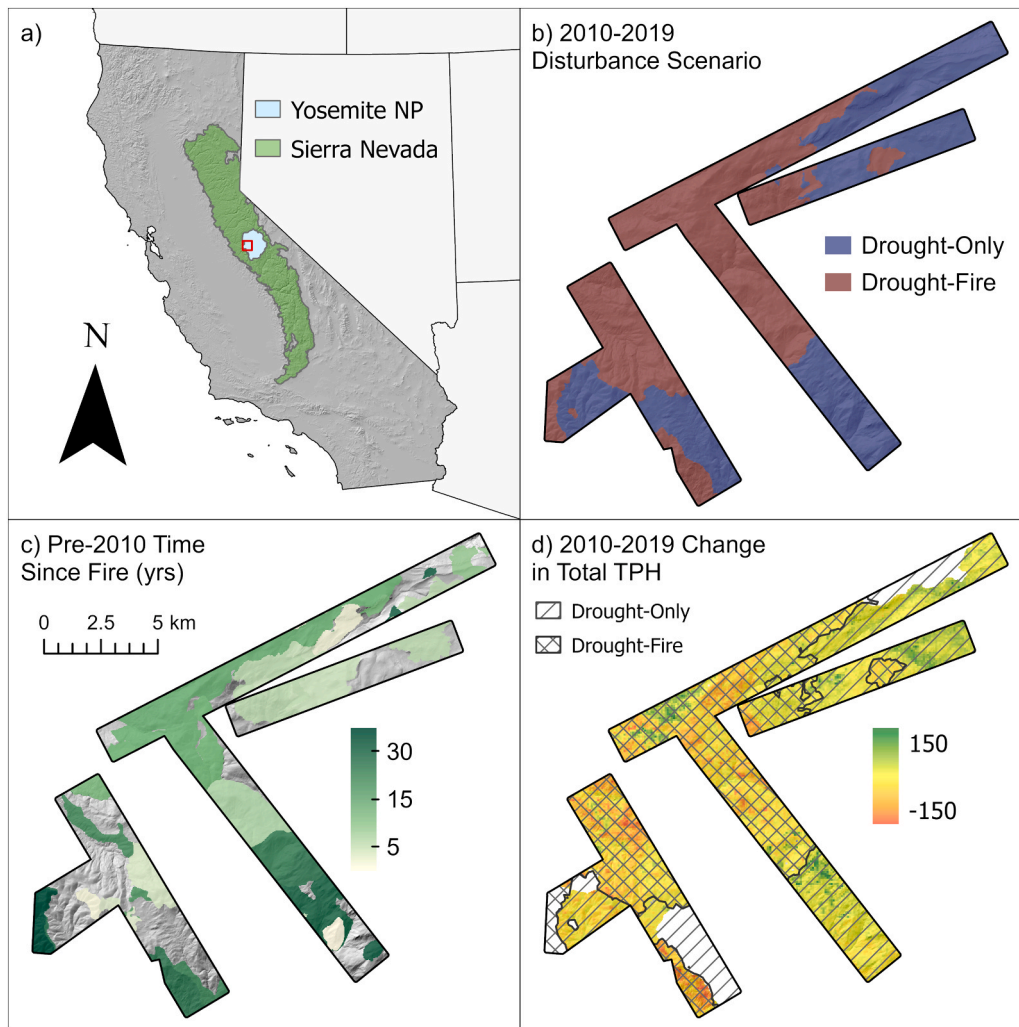 a)
Yosemite NP
Sierra Nevada
N
b) 2010-2019
Disturbance Scenario
Drought-Only
Drought-Fire
c) Pre-2010 Time
Since Fire (yrs)
0 2.5 5 km
30
15
5
d) 2010-2019 Change
in Total TPH
Drought-Only
Drought-Fire
150
-150